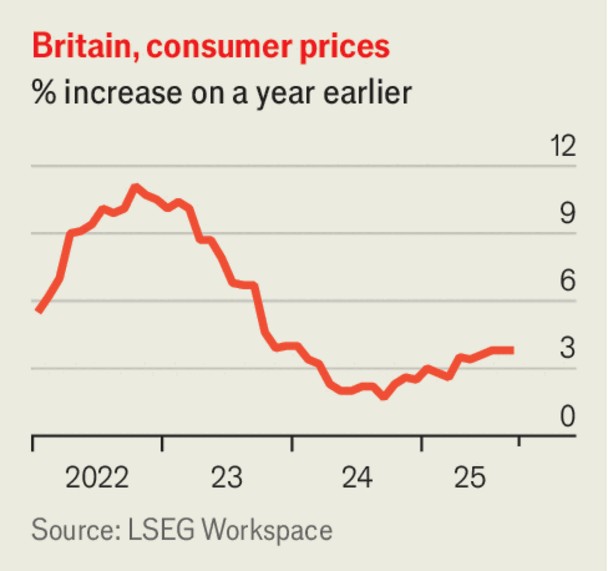 Britain, consumer prices
% increase on a year earlier
12
9
6
3
0
2022 23 24 25
Source: LSEG Workspace